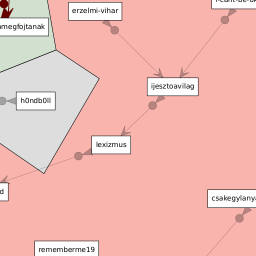 erzelmi-vihar
megfojtanak
ijesztoavilag
h0ndb0ll
lexizmus
d
csakegylany
rememberme19